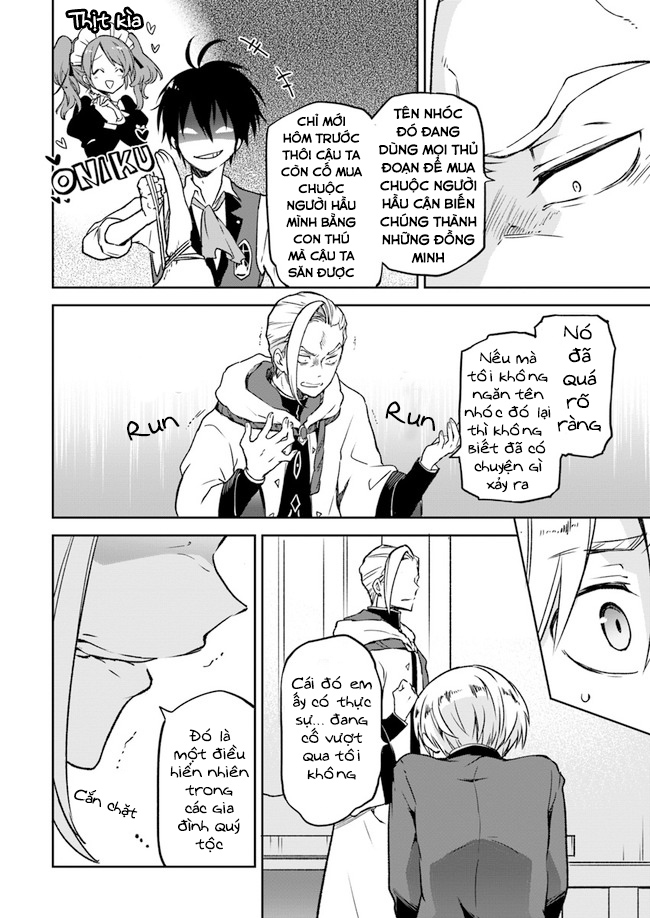 TÊN NHÓC
ĐÓ ĐANG
DÙNG MỌI THỦ
ĐOẠN ĐỂ MUA
CHUỘC NGƯỜI
HẦU CẬN BIẾN
CHÚNG THÀNH
NHỮNG ĐỒNG
MINH
CHỈ MỚI
HÔM TRƯỚC
THÔI CẬU TA
CÒN CỐ MUA
CHUỘC NGƯỜI
HẦU MÌNH BẰNG
CON THÚ
MÀ CẬU TA
SĂN ĐƯỢC
Thịt kìa
ONIKU
Nó
đã
quá
rõ
ràng
Nếu mà
tôi không
ngăn tên
nhóc đó lại
thì không
biết đã có
chuyện gì
xảy ra
Run
Run
Cái đó em
ấy có thực
sự... đang
cố vượt
qua tôi
không
Đó là
một điều
hiển nhiên
trong
các gia
đình quý
tộc
Cắn chặt